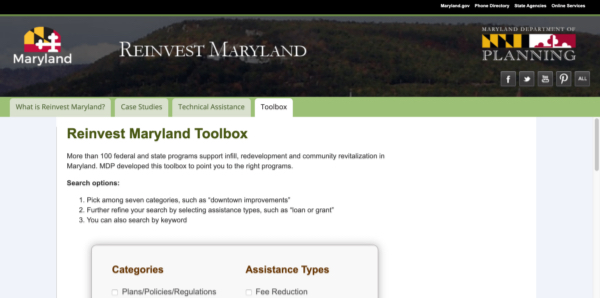 Maryland.gov Phone Directory State Agencies Online Services
Maryland
REINVEST MARYLAND
MARYLAND DEPARTMENT OF
PLANNING
f You Tube ALL
What is Reinvest Maryland? Case Studies Technical Assistance Toolbox
Reinvest Maryland Toolbox
More than 100 federal and state programs support infill, redevelopment and community revitalization in
Maryland. MDP developed this toolbox to point you to the right programs.
Search options:
1. Pick among seven categories, such as “downtown improvements”
2. Further refine your search by selecting assistance types, such as “loan or grant”
3. You can also search by keyword
Categories Assistance Types
Plans/Policies/Regulations Fee Reduction